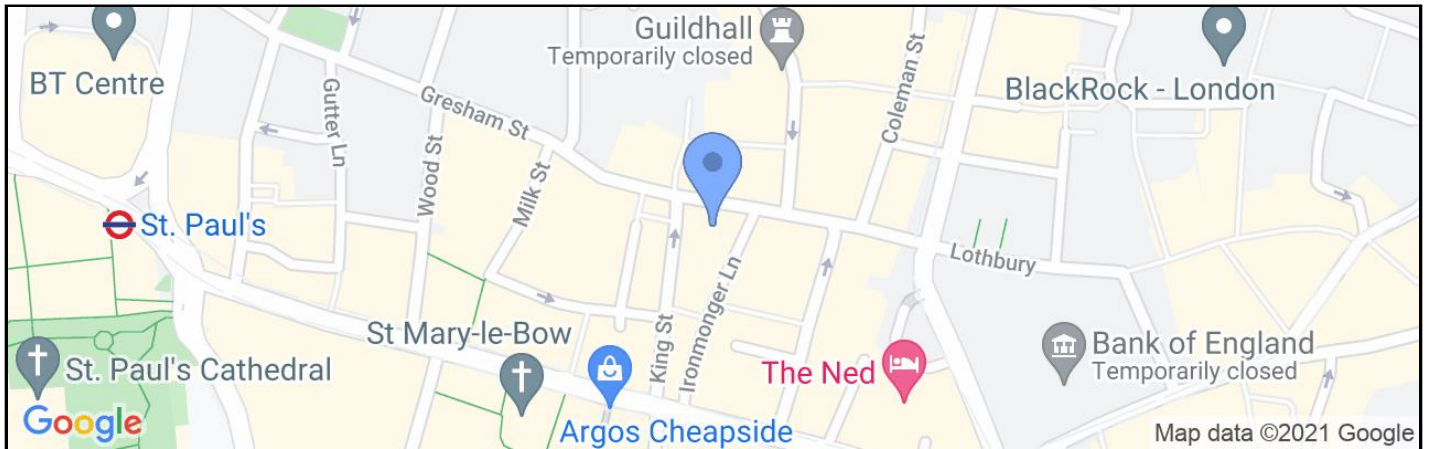 Guildhall
Temporarily closed
BT Centre
Gutter Ln
Gresham St
Wood St
Milk St
Coleman St
BlackRock - London
St. Paul's
Lothbury
St. Paul's Cathedral
St Mary-le-Bow
King St
Ironmonger Ln
The Ned
Bank of England
Temporarily closed
Google
Argos Cheapside
Map data ©2021 Google